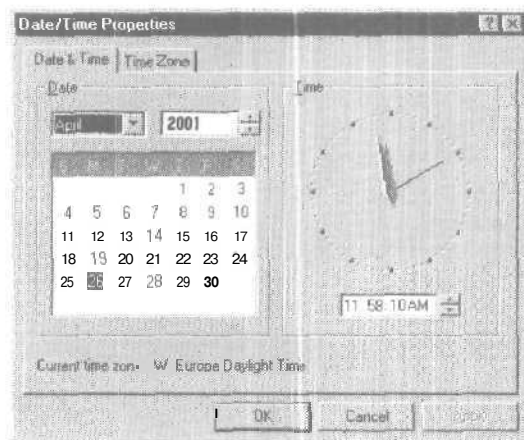 Date/Time Properties
Date & Time Time Zone
Date
Time
April 2001
S M T W T F S
1 2 3
4 5 6 7 8 9 10
11 12 13 14 15 16 17
18 19 20 21 22 23 24
25 26 27 28 29 30
11:58:10 AM
Current time zone W Europe Daylight Time
OK Cancel